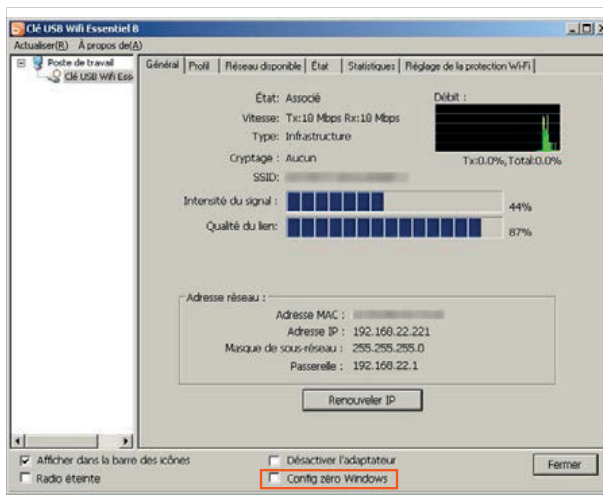 Clé USB Wifi Essentiel B
Actualiser(R) À propos de(A)
Poste de travail
Clé USB Wifi Ess
Général Profil Réseau disponible État Statistiques Réglage de la protection Wi-Fi
État: Associé
Débit :
Vitesse: Tx:18 Mbps Rx:18 Mbps
Type: Infrastructure
Cryptage : Aucun
Tx:0.0%, Total:0.0%
SSID:
Intensité du signal : 44%
Qualité du lien: 87%
Adresse réseau :
Adresse MAC :
Adresse IP : 192.168.22.221
Masque de sous-réseau : 255.255.255.0
Passerelle : 192.168.22.1
Renouveler IP
Afficher dans la barre des icônes Désactiver l'adaptateur
Fermer
Radio éteinte Config zéro Windows